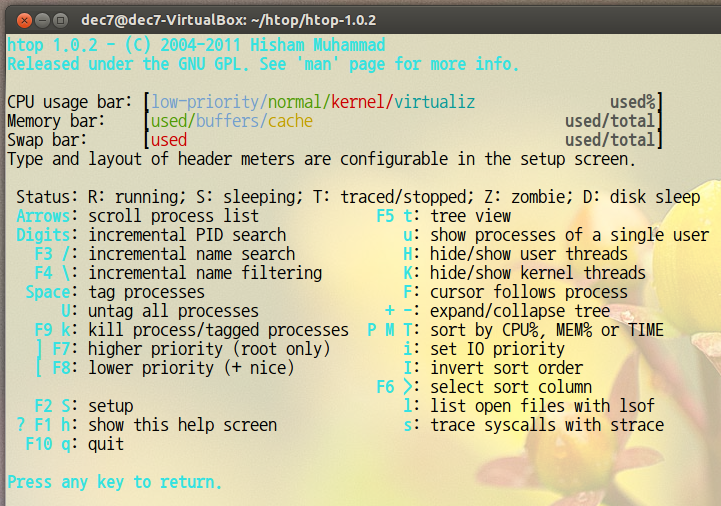 dec7@dec7-VirtualBox: ~/htop/htop-1.0.2
htop 1.0.2 - (C) 2004-2011 Hisham Muhammad
Released under the GNU GPL. See 'man' page for more info.
CPU usage bar: [low-priority/normal/kernel/virtualiz used%]
Memory bar: [used/buffers/cache used/total]
Swap bar: [used used/total]
Type and layout of header meters are configurable in the setup screen.
Status: R: running; S: sleeping; T: traced/stopped; Z: zombie; D: disk sleep
Arrows: scroll process list F5 t: tree view
Digits: incremental PID search u: show processes of a single user
F3 /: incremental name search H: hide/show user threads
F4 \: incremental name filtering K: hide/show kernel threads
Space: tag processes F: cursor follows process
U: untag all processes + -: expand/collapse tree
F9 k: kill process/tagged processes P M T: sort by CPU%, MEM% or TIME
] F7: higher priority (root only) i: set IO priority
[ F8: lower priority (+ nice) I: invert sort order
F6 >: select sort column
F2 S: setup l: list open files with lsof
? F1 h: show this help screen s: trace syscalls with strace
F10 q: quit
Press any key to return.